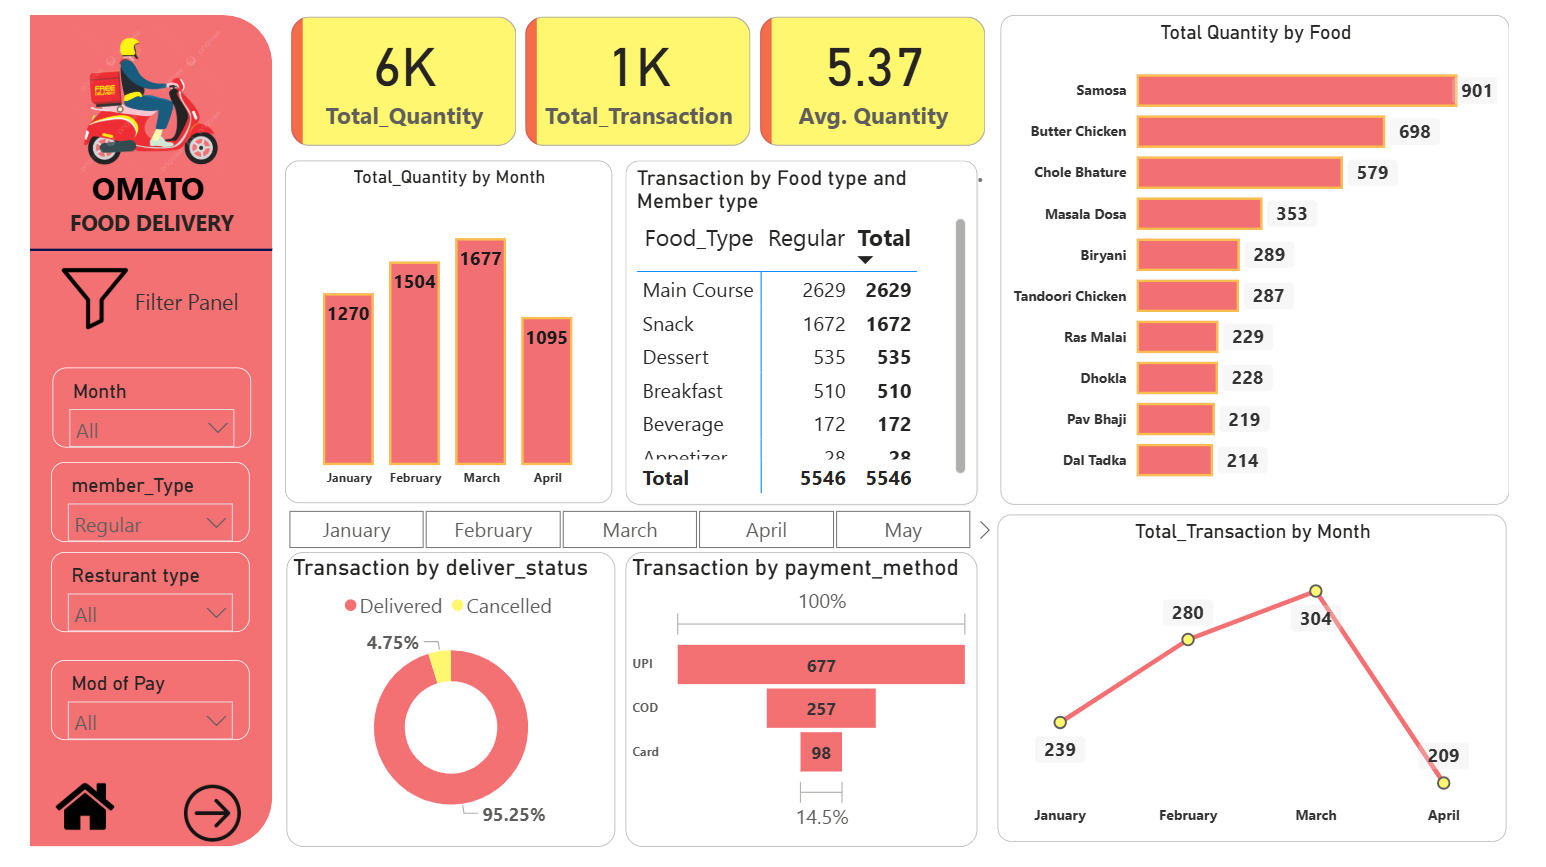 FREE
DELIVERY
OMATO
FOOD DELIVERY
Filter Panel
Month
All
member_Type
Regular
Resturant type
All
Mod of Pay
All
6K
Total_Quantity
1K
Total_Transaction
5.37
Avg. Quantity
Total_Quantity by Month
1270
1504
1677
1095
January February March April
Transaction by Food type and
Member type
Food_Type Regular Total
Main Course 2629 2629
Snack 1672 1672
Dessert 535 535
Breakfast 510 510
Beverage 172 172
Appetizer 28 28
Total 5546 5546
Total Quantity by Food
Samosa 901
Butter Chicken 698
Chole Bhature 579
Masala Dosa 353
Biryani 289
Tandoori Chicken 287
Ras Malai 229
Dhokla 228
Pav Bhaji 219
Dal Tadka 214
January February March April May
Transaction by deliver_status
Delivered Cancelled
4.75%
95.25%
Transaction by payment_method
100%
UPI 677
COD 257
Card 98
14.5%
Total_Transaction by Month
239
280
304
209
January February March April